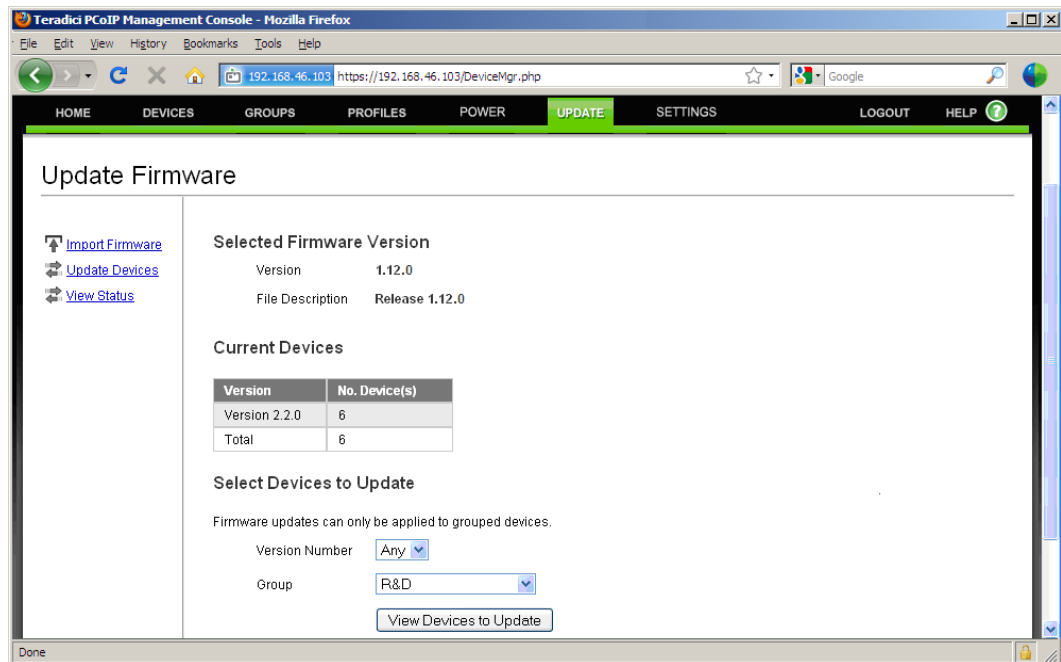 Teradici PCoIP Management Console - Mozilla Firefox
File Edit View History Bookmarks Tools Help
192.168.46.103 https://192.168.46.103/DeviceMgr.php Google
HOME DEVICES GROUPS PROFILES POWER UPDATE SETTINGS LOGOUT HELP ?
Update Firmware
Import Firmware
Update Devices
View Status
Selected Firmware Version
Version 1.12.0
File Description Release 1.12.0
Current Devices
Version No. Device(s)
Version 2.2.0 6
Total 6
Select Devices to Update
Firmware updates can only be applied to grouped devices.
Version Number Any
Group R&D
View Devices to Update
Done